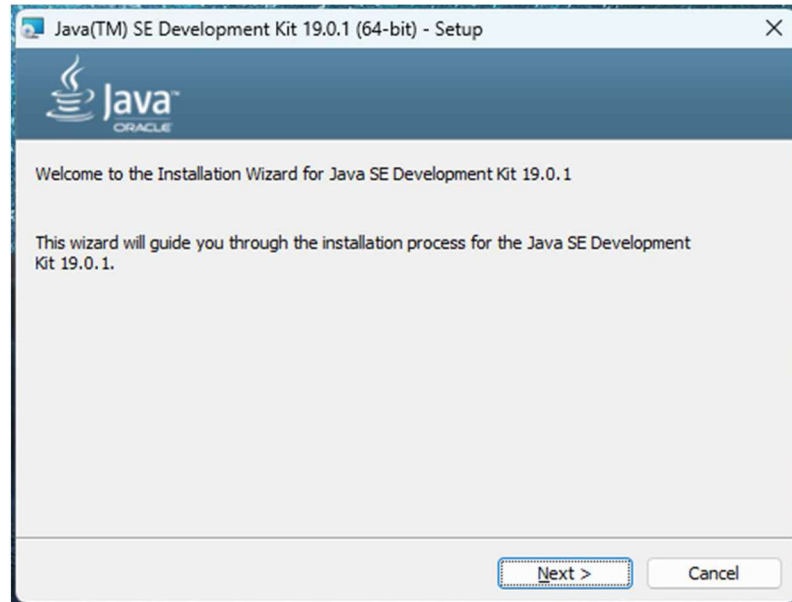 Java(TM) SE Development Kit 19.0.1 (64-bit) - Setup
Java™
ORACLE
Welcome to the Installation Wizard for Java SE Development Kit 19.0.1
This wizard will guide you through the installation process for the Java SE Development
Kit 19.0.1.
Next >
Cancel